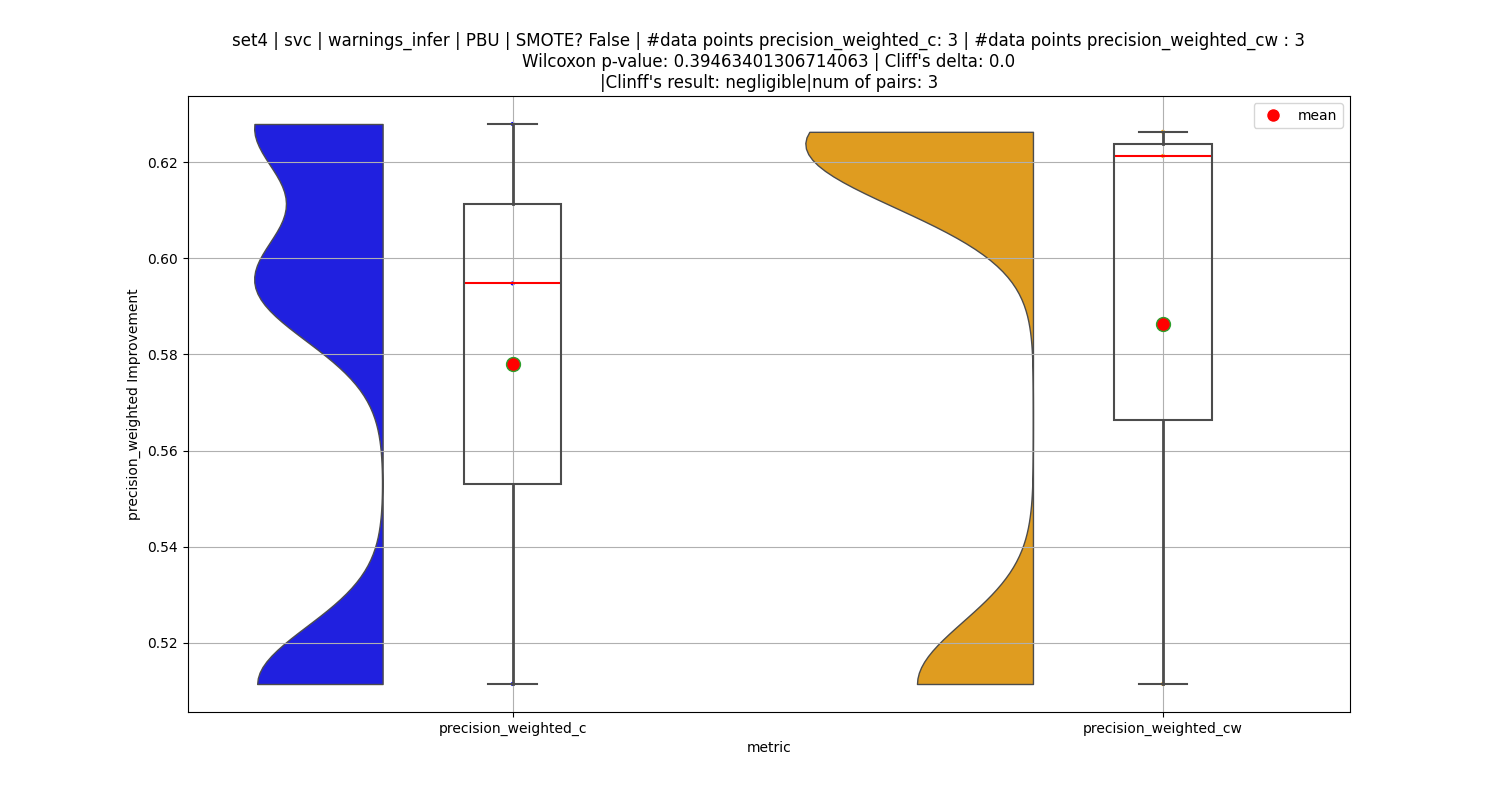 set4 | svc | warnings_infer | PBU | SMOTE? False | #data points precision_weighted_c: 3 | #data points precision_weighted_cw : 3
Wilcoxon p-value: 0.39463401306714063 | Cliff's delta: 0.0
|Clinff's result: negligible|num of pairs: 3
mean
0.62
0.60
0.58
0.56
0.54
0.52
precision_weighted Improvement
precision_weighted_c
precision_weighted_cw
metric